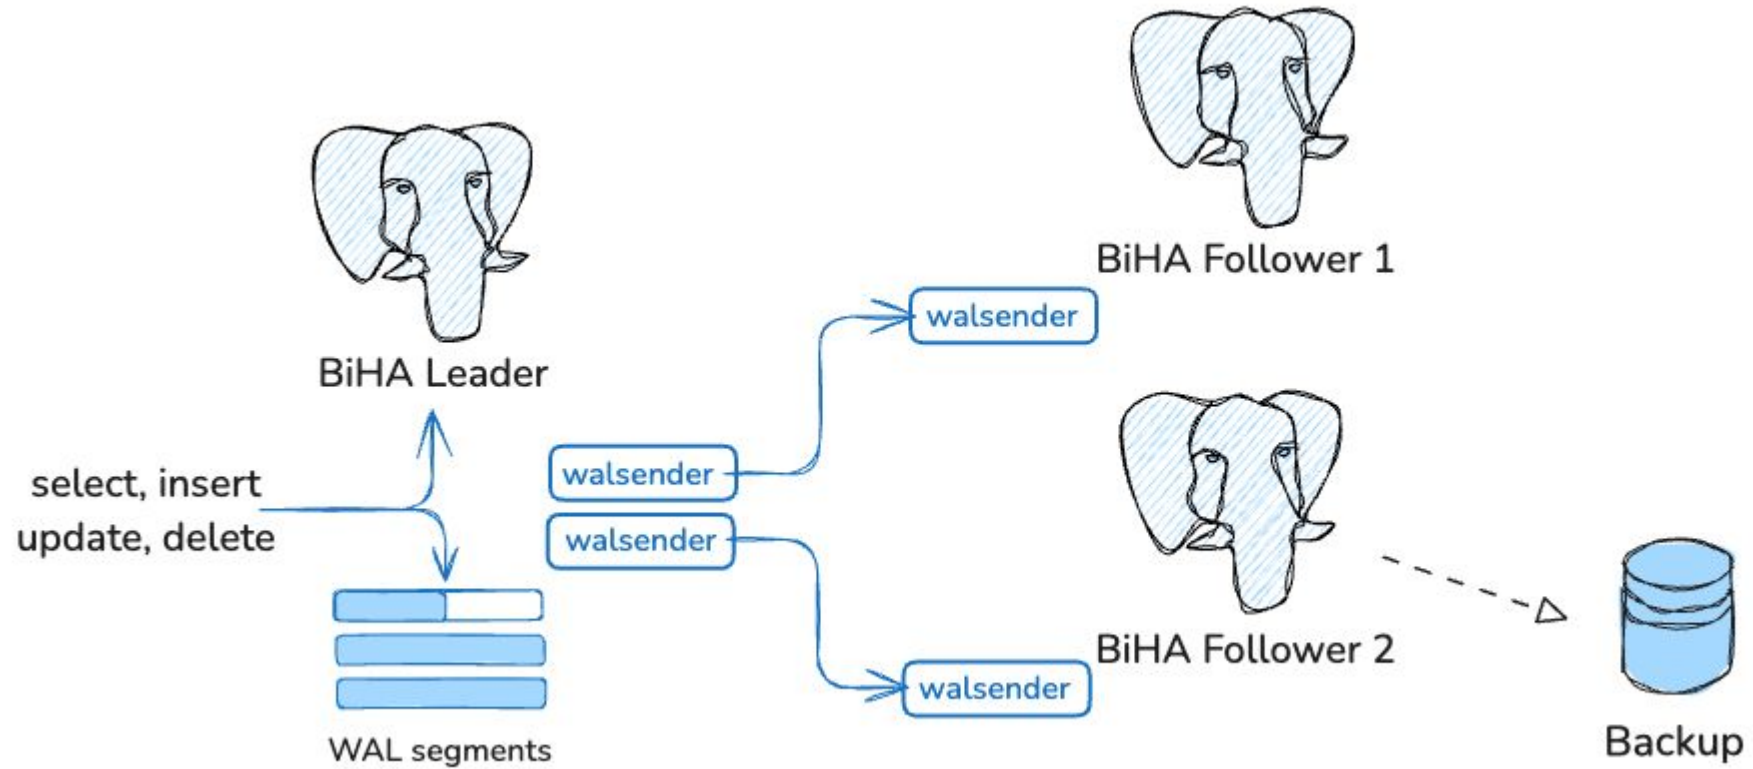 BiHA Follower 1
walsender
BiHA Leader
select, insert
update, delete
walsender
walsender
BiHA Follower 2
walsender
WAL segments
Backup